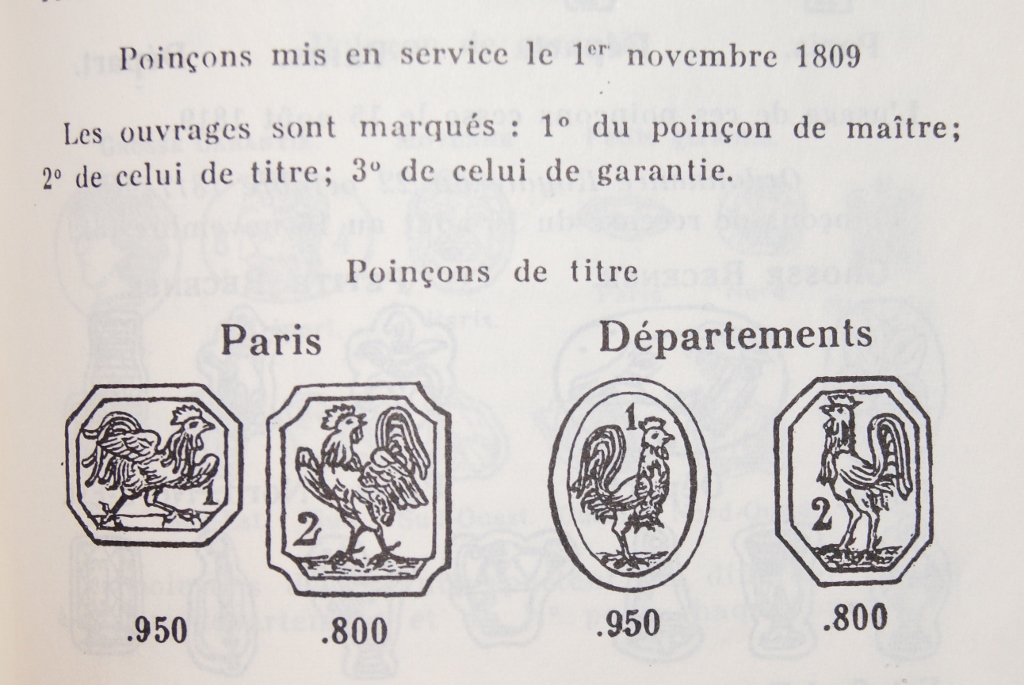 Poinçons mis en service le 1er novembre 1809
Les ouvrages sont marqués : 1° du poinçon de maître;
2° de celui de titre; 3° de celui de garantie.
Poinçons de titre
Paris
Départements
2
1
2
.950
.800
.950
.800